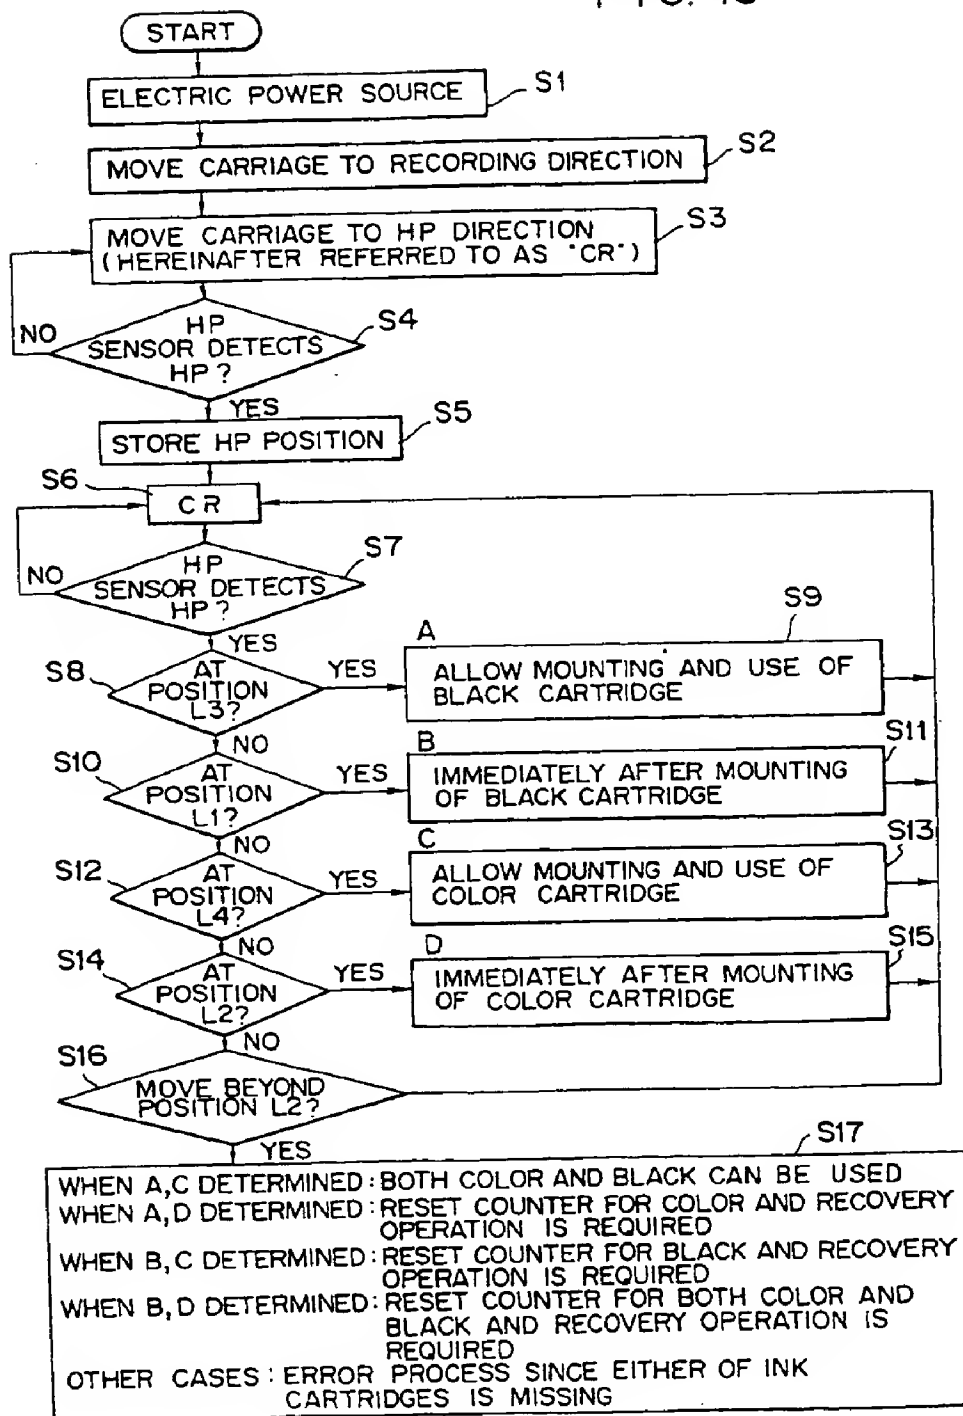 START
ELECTRIC POWER SOURCE
S1
MOVE CARRIAGE TO RECORDING DIRECTION
S2
MOVE CARRIAGE TO HP DIRECTION
(HEREINAFTER REFERRED TO AS "CR")
S3
HP
SENSOR DETECTS
HP?
S4
NO
YES
STORE HP POSITION
S5
S6
CR
HP
SENSOR DETECTS
HP?
S7
NO
YES
S8
AT
POSITION
L3?
YES
A
ALLOW MOUNTING AND USE OF
BLACK CARTRIDGE
S9
NO
S10
AT
POSITION
L1?
YES
B
IMMEDIATELY AFTER MOUNTING
OF BLACK CARTRIDGE
S11
NO
S12
AT
POSITION
L4?
YES
C
ALLOW MOUNTING AND USE OF
COLOR CARTRIDGE
S13
NO
S14
AT
POSITION
L2?
YES
D
IMMEDIATELY AFTER MOUNTING
OF COLOR CARTRIDGE
S15
NO
S16
MOVE BEYOND
POSITION L2?
YES
S17
WHEN A,C DETERMINED: BOTH COLOR AND BLACK CAN BE USED
WHEN A,D DETERMINED: RESET COUNTER FOR COLOR AND RECOVERY
OPERATION IS REQUIRED
WHEN B,C DETERMINED: RESET COUNTER FOR BLACK AND RECOVERY
OPERATION IS REQUIRED
WHEN B,D DETERMINED: RESET COUNTER FOR BOTH COLOR AND
BLACK AND RECOVERY OPERATION IS
REQUIRED
OTHER CASES: ERROR PROCESS SINCE EITHER OF INK
CARTRIDGES IS MISSING